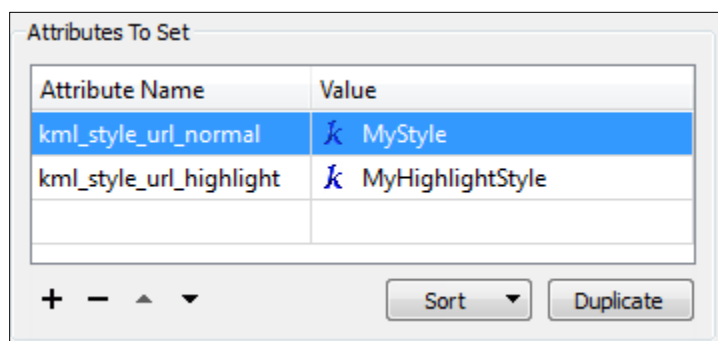 Attributes To Set
Attribute Name Value
kml_style_url_normal k MyStyle
kml_style_url_highlight k MyHighlightStyle
Sort Duplicate